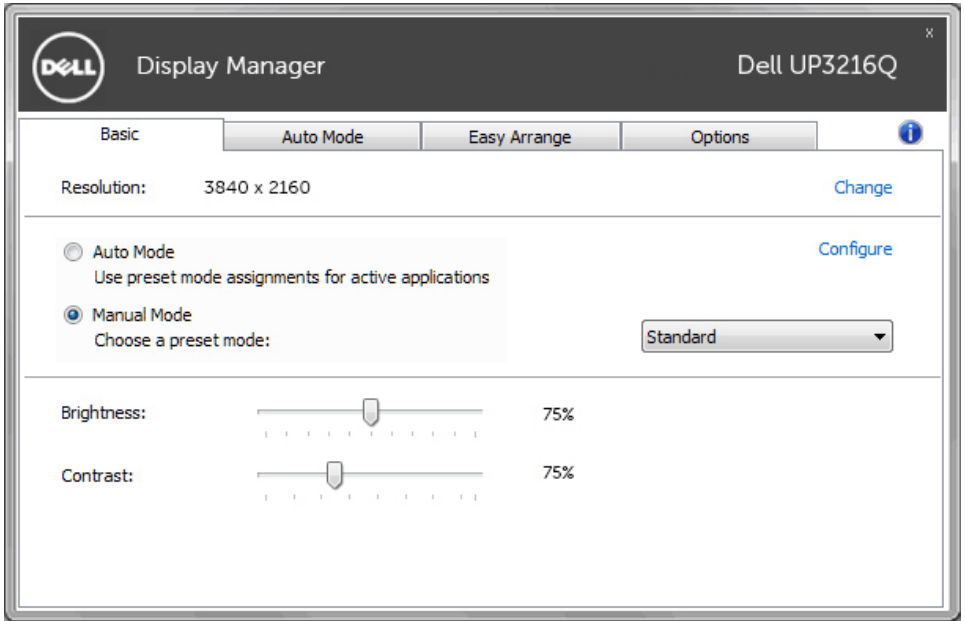 DELL Display Manager Dell UP3216Q x
Basic Auto Mode Easy Arrange Options i
Resolution: 3840 x 2160 Change
Auto Mode Configure
Use preset mode assignments for active applications
Manual Mode
Choose a preset mode: Standard
Brightness: 75%
Contrast: 75%